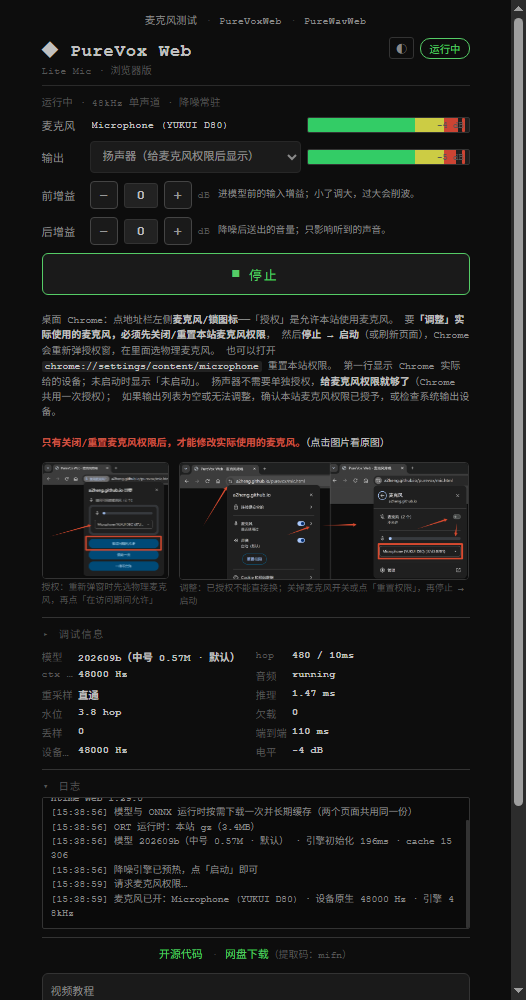 麦克风测试 · PureVoxWeb · PureWavWeb
◆ PureVox Web
运行中
Lite Mic · 浏览器版
运行中 · 48kHz 单声道 · 降噪常驻
麦克风 Microphone (YUKUI D80)
输出 扬声器（给麦克风权限后显示）
前增益 − 0 + dB 进模型前的输入增益；小了调大，过大会削波。
后增益 − 0 + dB 降噪后送出的音量；只影响听到的声音。
■ 停止
桌面 Chrome：点地址栏左侧麦克风/锁图标——「授权」是允许本站使用麦克风。 要「调整」实
际使用的麦克风，必须先关闭/重置本站麦克风权限， 然后停止 → 启动（或刷新页面），Chrome
会重新弹授权窗，在里面选物理麦克风。 也可以打开
chrome://settings/content/microphone 重置本站权限。 第一行显示 Chrome 实际
给的设备；未启动时显示「未启动」。 扬声器不需要单独授权，给麦克风权限就够了（Chrome
共用一次授权）； 如果输出列表为空或无法调整，确认本站麦克风权限已授予，或检查系统输出设
备。
只有关闭/重置麦克风权限后，才能修改实际使用的麦克风。（点击图片看原图）
a2heng.github.io
麦克风
授权：重新弹窗时先选物理麦克
风，再点「在访问期间允许」
调整：已授权不能直接换；关掉麦克风开关或点「重置权限」，再停止 →
启动
▸ 调试信息
模型 202609b（中号 0.57M · 默认）
hop 480 / 10ms
ctx … 48000 Hz
音频 running
重采样 直通
推理 1.47 ms
水位 3.8 hop
欠载 0
丢样 0
端到端 110 ms
设备… 48000 Hz
电平 -4 dB
▾ 日志
ntime Web 1.29.0
[15:38:56] 模型与 ONNX 运行时按需下载一次并长期缓存（两个页面共用同一份）
[15:38:56] ORT 运行时：本站 gz（3.4MB）
[15:38:56] 模型 202609b（中号 0.57M · 默认） · 引擎初始化 196ms · cache 15
306
[15:38:56] 降噪引擎已预热，点「启动」即可
[15:38:59] 请求麦克风权限…
[15:38:59] 麦克风已开：Microphone (YUKUI D80) · 设备原生 48000 Hz · 引擎 4
8kHz
开源代码 · 网盘下载（提取码：mifn）
视频教程